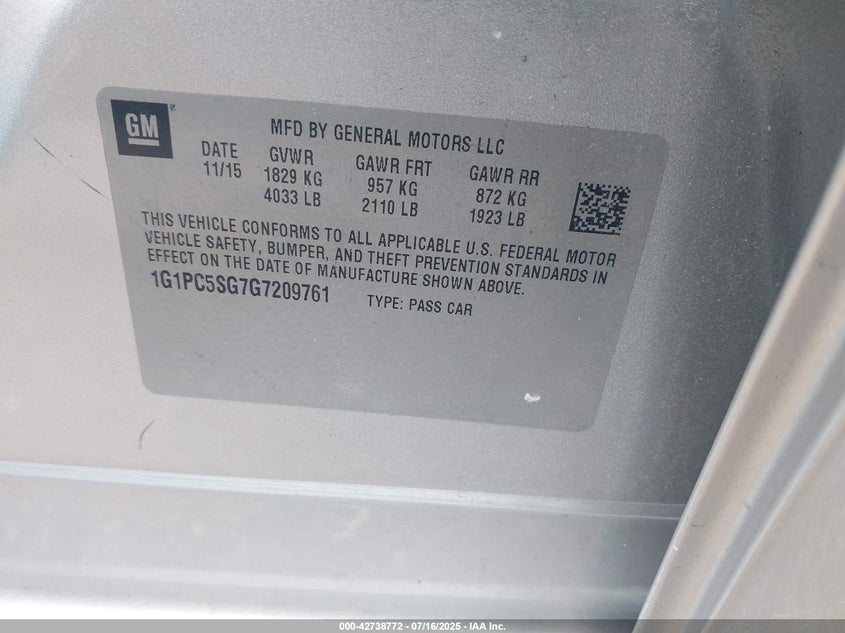 GM®
MFD BY GENERAL MOTORS LLC
DATE GVWR GAWR FRT GAWR RR
11/15 1829 KG 957 KG 872 KG
4033 LB 2110 LB 1923 LB
THIS VEHICLE CONFORMS TO ALL APPLICABLE U.S. FEDERAL MOTOR
VEHICLE SAFETY, BUMPER, AND THEFT PREVENTION STANDARDS IN
EFFECT ON THE DATE OF MANUFACTURE SHOWN ABOVE.
1G1PC5SG7G7209761 TYPE: PASS CAR
000-42738772 - 07/16/2025 - IAA Inc.